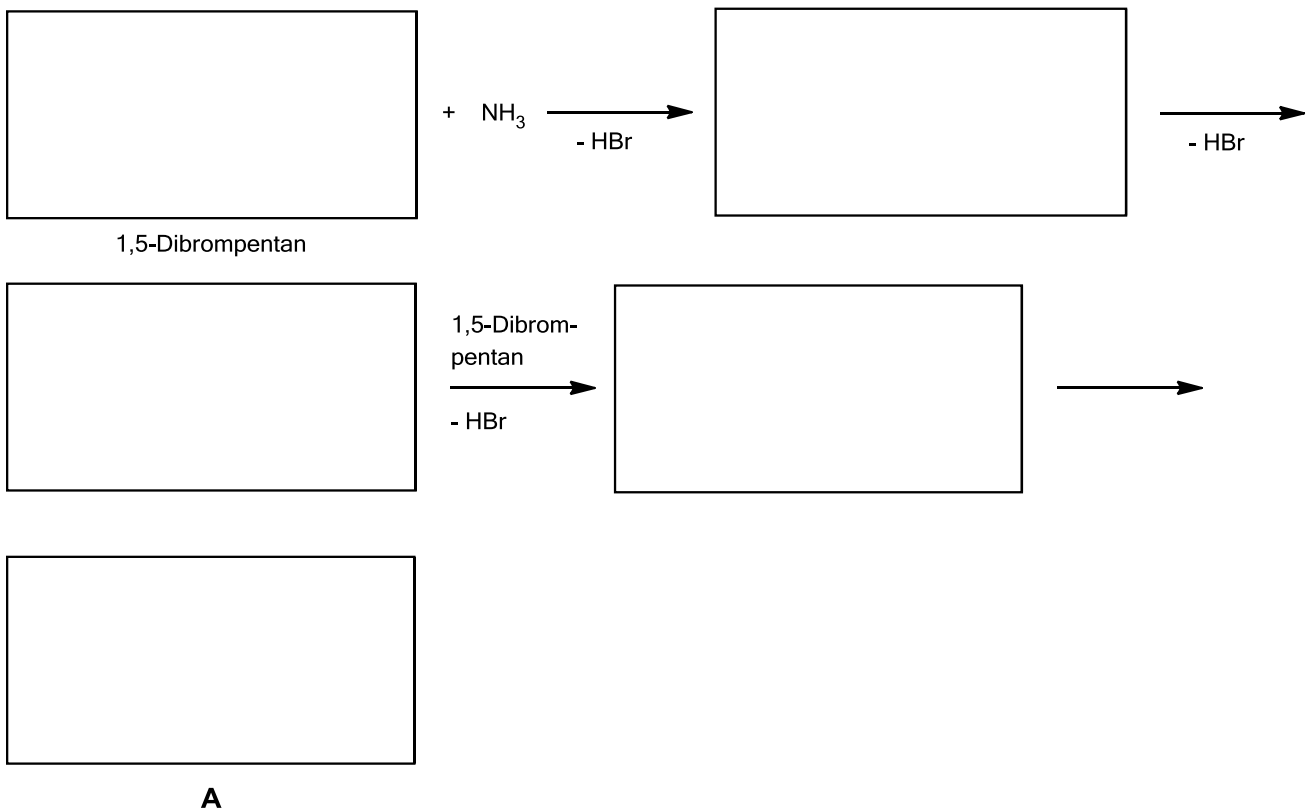 + NH₃
- HBr
- HBr
1,5-Dibrompentan
1,5-Dibrom-
pentan
- HBr
A